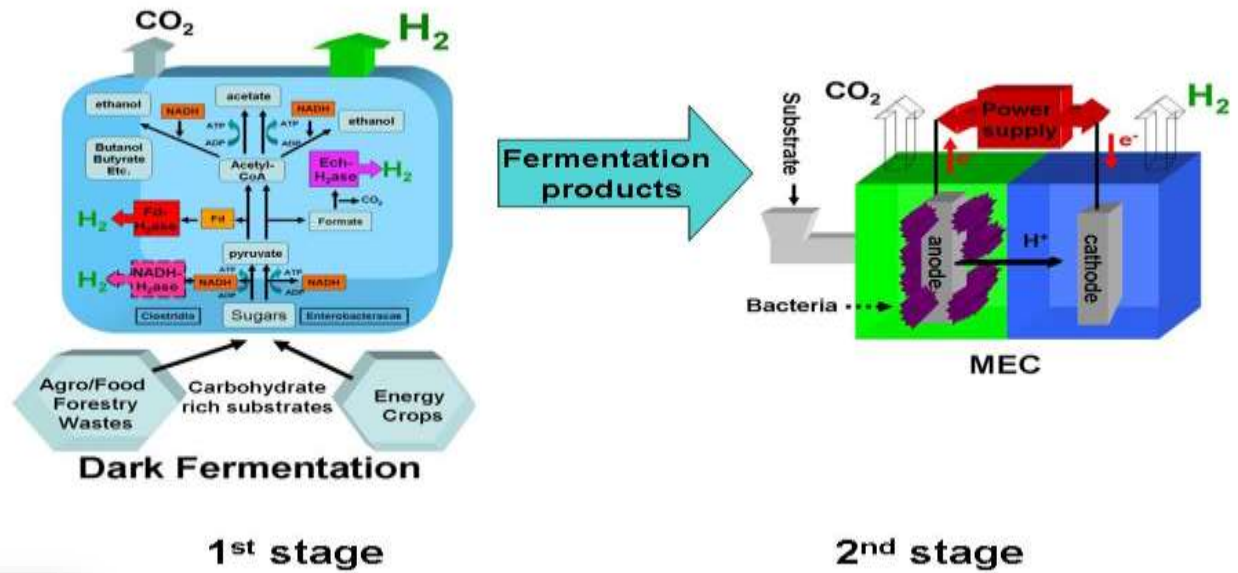 CO₂
H₂
ethanol
NADH
acetate
NADH
ethanol
ATP
ADP
ATP
ADP
Butanol
Butyrate
Etc.
Acetyl-
CoA
Ech-
H₂ase
H₂
CO₂
H₂
Fd-
H₂ase
Fd
Formate
pyruvate
H₂
NADH-
H₂ase
NADH
ATP
ADP
ATP
ADP
NADH
Clostridia
Sugars
Enterobacteracae
Agro/Food
Forestry
Wastes
Carbohydrate
rich substrates
Energy
Crops
Dark Fermentation
1st stage
Fermentation
products
Substrate
CO₂
Power
supply
H₂
e-
e-
anode
H⁺
cathode
Bacteria
MEC
2nd stage